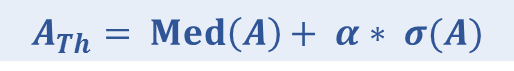 A_Th = Med(A) + α * σ(A)